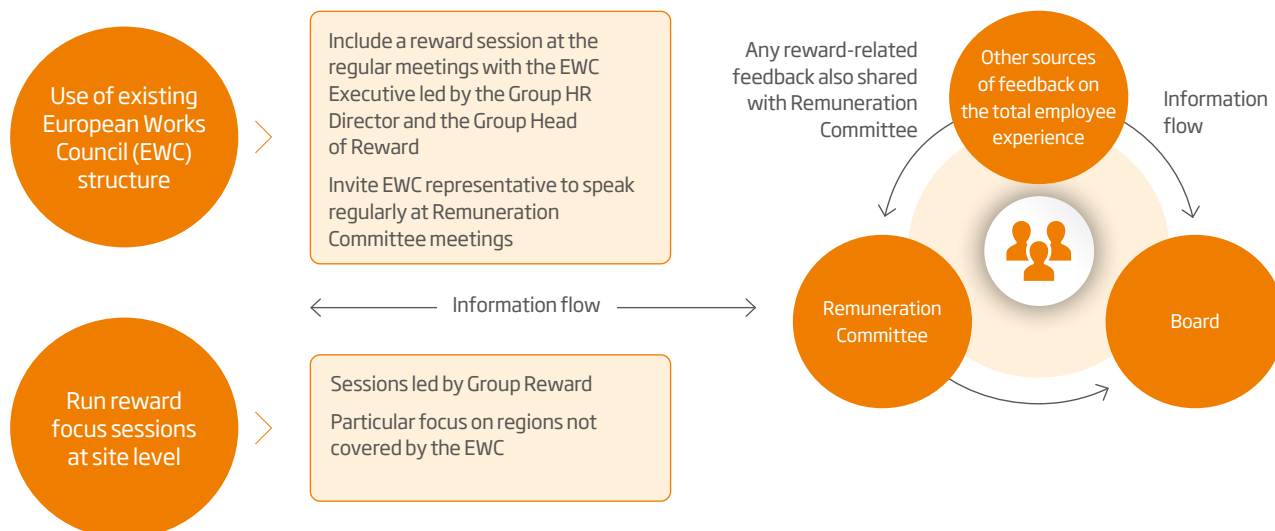 Use of existing
European Works
Council (EWC)
structure
Include a reward session at the
regular meetings with the EWC
Executive led by the Group HR
Director and the Group Head
of Reward
Invite EWC representative to speak
regularly at Remuneration
Committee meetings
Any reward-related
feedback also shared
with Remuneration
Committee
Other sources
of feedback on
the total employee
experience
Information
flow
Information flow
Remuneration
Committee
Board
Run reward
focus sessions
at site level
Sessions led by Group Reward
Particular focus on regions not
covered by the EWC